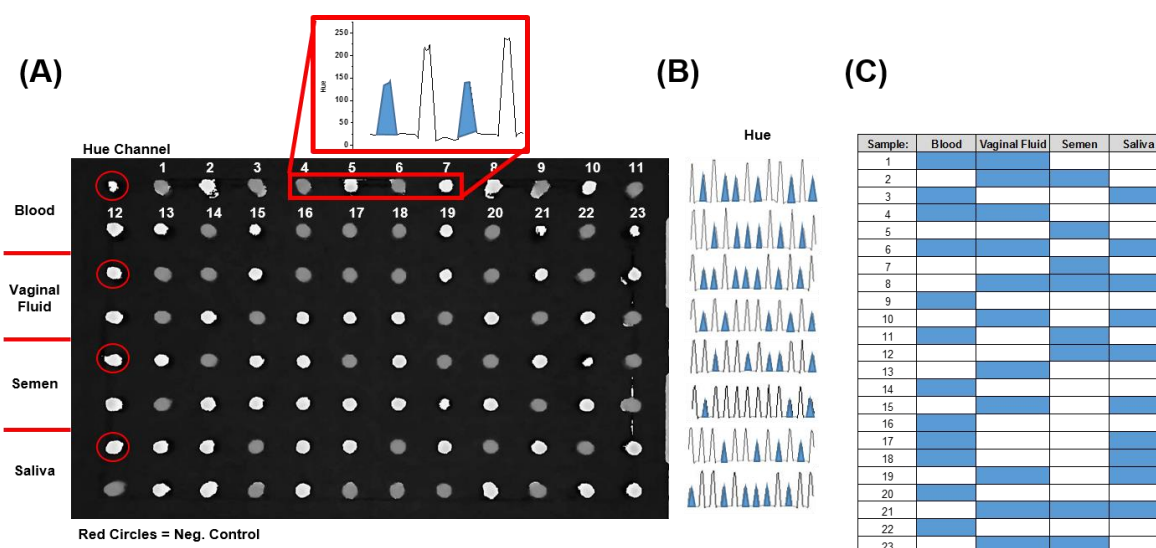 (A)
(B)
(C)
250
200
150
100
50
0
Hue
Hue Channel
1 2 3 4 5 6 7 8 9 10 11
Blood
12 13 14 15 16 17 18 19 20 21 22 23
Vaginal
Fluid
Semen
Saliva
Red Circles = Neg. Control
Hue
Sample: Blood Vaginal Fluid Semen Saliva
1
2
3
4
5
6
7
8
9
10
11
12
13
14
15
16
17
18
19
20
21
22
23